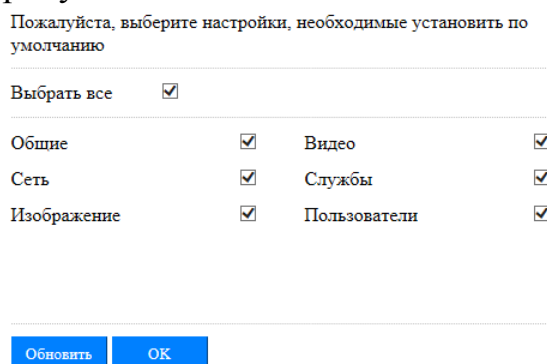 Пожалуйста, выберите настройки, необходимые установить по
умолчанию
Выбрать все
Общие Видео
Сеть Службы
Изображение Пользователи
Обновить OK